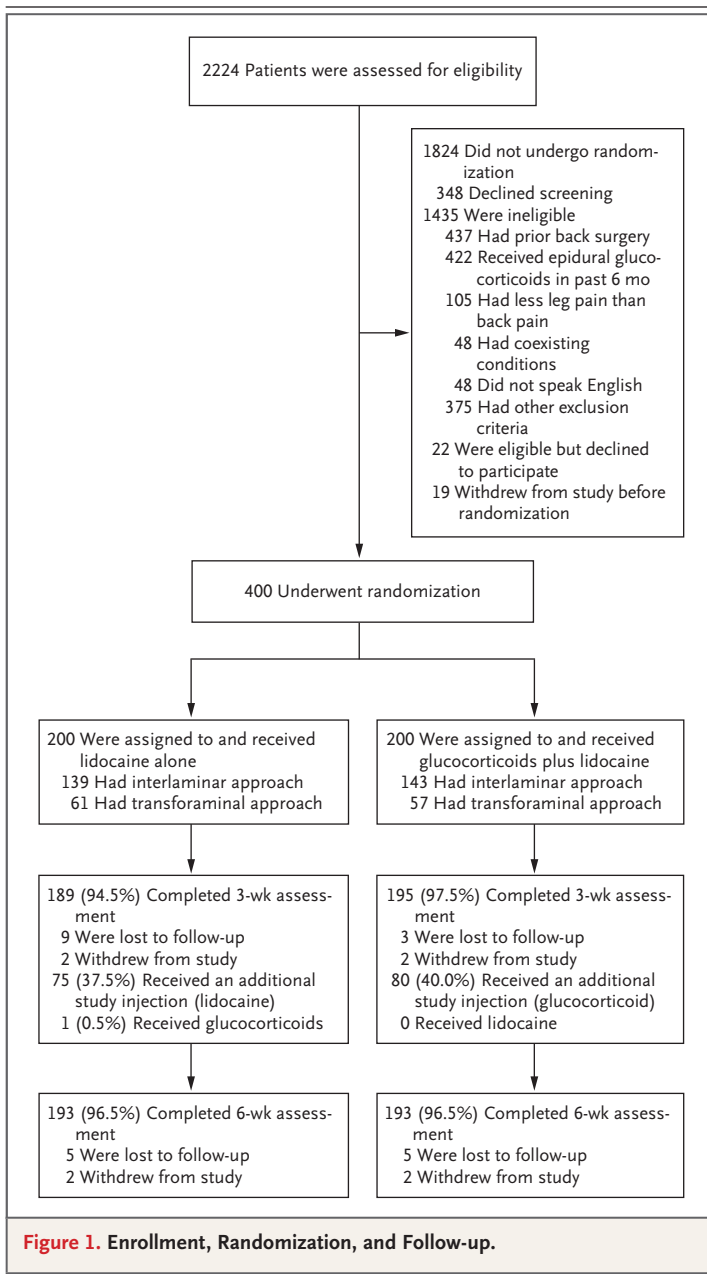 2224 Patients were assessed for eligibility
1824 Did not undergo random-
ization
348 Declined screening
1435 Were ineligible
437 Had prior back surgery
422 Received epidural gluco-
corticoids in past 6 mo
105 Had less leg pain than
back pain
48 Had coexisting
conditions
48 Did not speak English
375 Had other exclusion
criteria
22 Were eligible but declined
to participate
19 Withdrew from study before
randomization
400 Underwent randomization
200 Were assigned to and received
lidocaine alone
139 Had interlaminar approach
61 Had transforaminal approach
200 Were assigned to and received
glucocorticoids plus lidocaine
143 Had interlaminar approach
57 Had transforaminal approach
189 (94.5%) Completed 3-wk assess-
ment
9 Were lost to follow-up
2 Withdrew from study
75 (37.5%) Received an additional
study injection (lidocaine)
1 (0.5%) Received glucocorticoids
195 (97.5%) Completed 3-wk assess-
ment
3 Were lost to follow-up
2 Withdrew from study
80 (40.0%) Received an additional
study injection (glucocorticoid)
0 Received lidocaine
193 (96.5%) Completed 6-wk assess-
ment
5 Were lost to follow-up
2 Withdrew from study
193 (96.5%) Completed 6-wk assess-
ment
5 Were lost to follow-up
2 Withdrew from study
Figure 1. Enrollment, Randomization, and Follow-up.